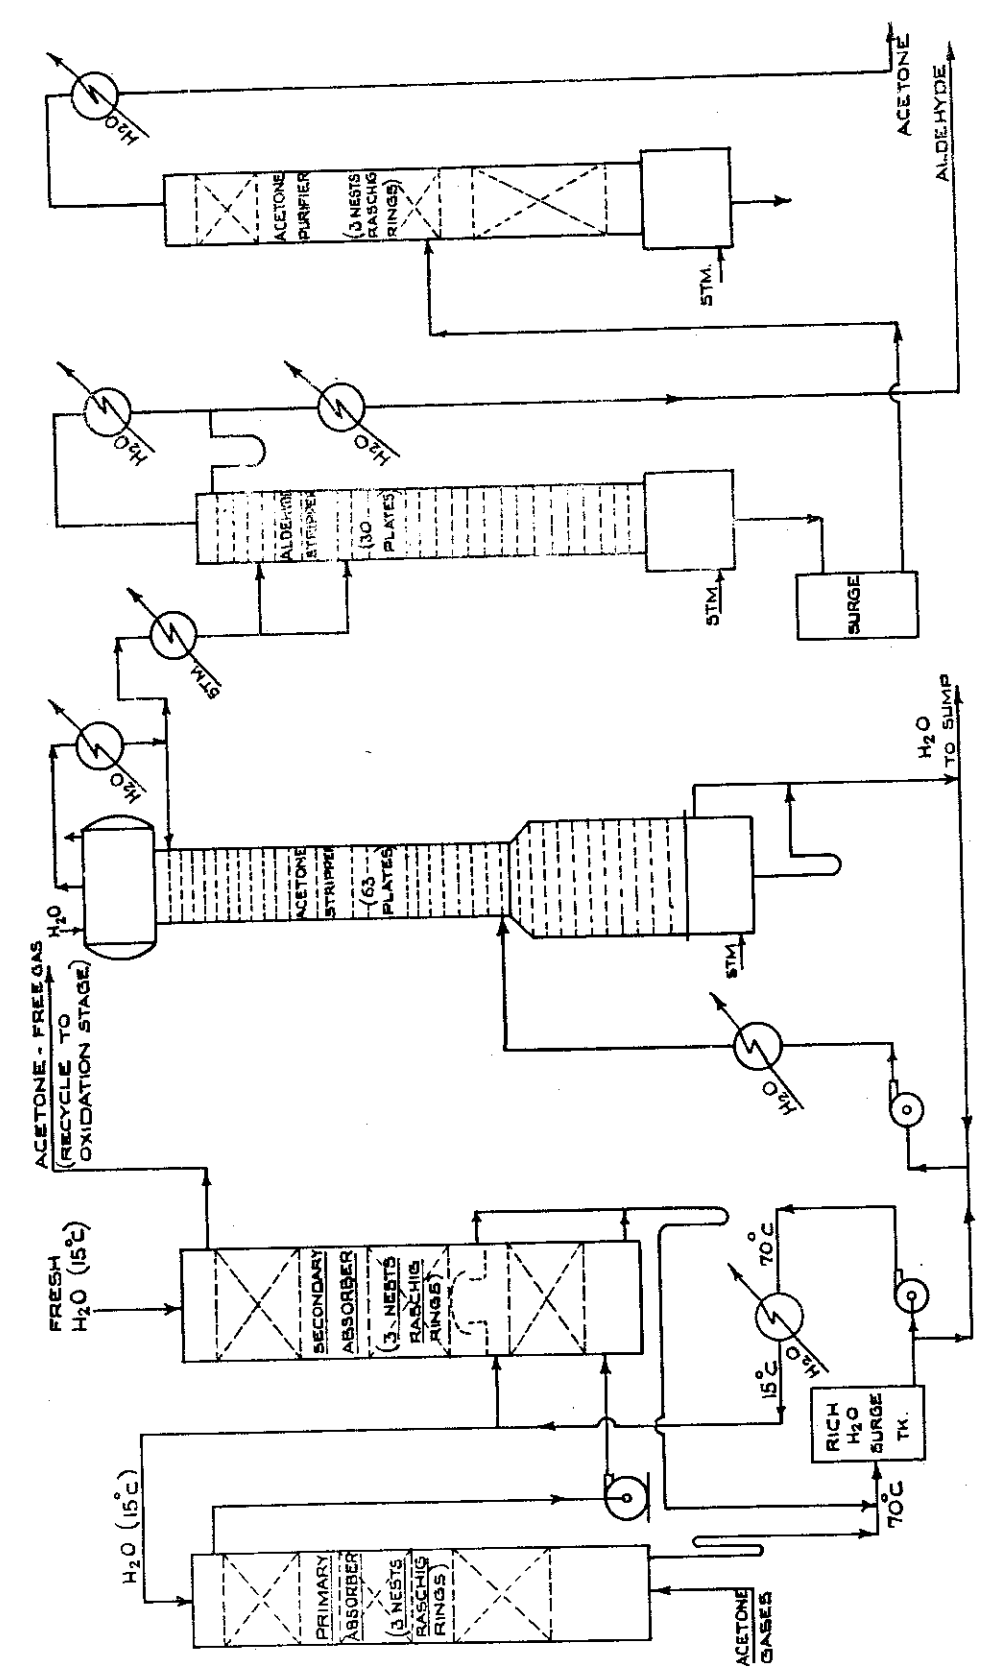 ACETONE
GASES
PRIMARY
ABSORBER
(3 NESTS
RASCHIG
RINGS)
H2O (15°C)
70°C
RICH
H2O
SURGE
TK.
15°C
70°C
H2O
FRESH
H2O (15°C)
SECONDARY
ABSORBER
(3 NESTS
RASCHIG
RINGS)
ACETONE - FREE GAS
(RECYCLE TO
OXIDATION STAGE)
H2O
H2O
ACETONE
STRIPPER
(63
PLATES)
STM
H2O
H2O
TO SUMP
STM.
ALDEHYDE
STRIPPER
(30
PLATES)
STM.
SURGE
H2O
H2O
ACETONE
PURIFIER
(3 NESTS
RASCHIG
RINGS)
STM.
H2O
ACETONE
ALDEHYDE